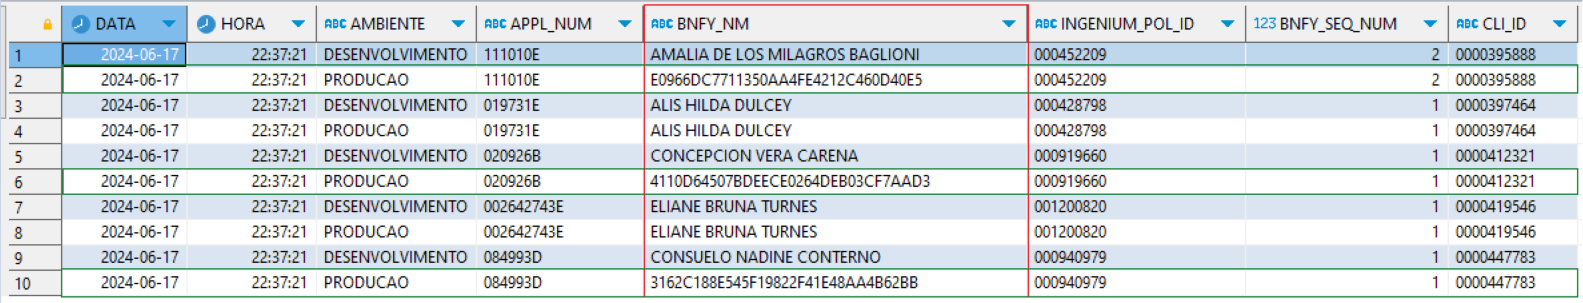 DATA HORA ABC AMBIENTE ABC APPL_NUM ABC BNFY_NM ABC INGENIUM_POL_ID 123 BNFY_SEQ_NUM ABC CLI_ID
1 2024-06-17 22:37:21 DESENVOLVIMENTO 111010E AMALIA DE LOS MILAGROS BAGLIONI 000452209 2 0000395888
2 2024-06-17 22:37:21 PRODUCAO 111010E E0966DC7711350AA4FE4212C460D40E5 000452209 2 0000395888
3 2024-06-17 22:37:21 DESENVOLVIMENTO 019731E ALIS HILDA DULCEY 000428798 1 0000397464
4 2024-06-17 22:37:21 PRODUCAO 019731E ALIS HILDA DULCEY 000428798 1 0000397464
5 2024-06-17 22:37:21 DESENVOLVIMENTO 020926B CONCEPCION VERA CARENA 000919660 1 0000412321
6 2024-06-17 22:37:21 PRODUCAO 020926B 4110D64507BDEECE0264DEB03CF7AAD3 000919660 1 0000412321
7 2024-06-17 22:37:21 DESENVOLVIMENTO 002642743E ELIANE BRUNA TURNES 001200820 1 0000419546
8 2024-06-17 22:37:21 PRODUCAO 002642743E ELIANE BRUNA TURNES 001200820 1 0000419546
9 2024-06-17 22:37:21 DESENVOLVIMENTO 084993D CONSUELO NADINE CONTERNO 000940979 1 0000447783
10 2024-06-17 22:37:21 PRODUCAO 084993D 3162C188E545F19822F41E48AA4B62BB 000940979 1 0000447783